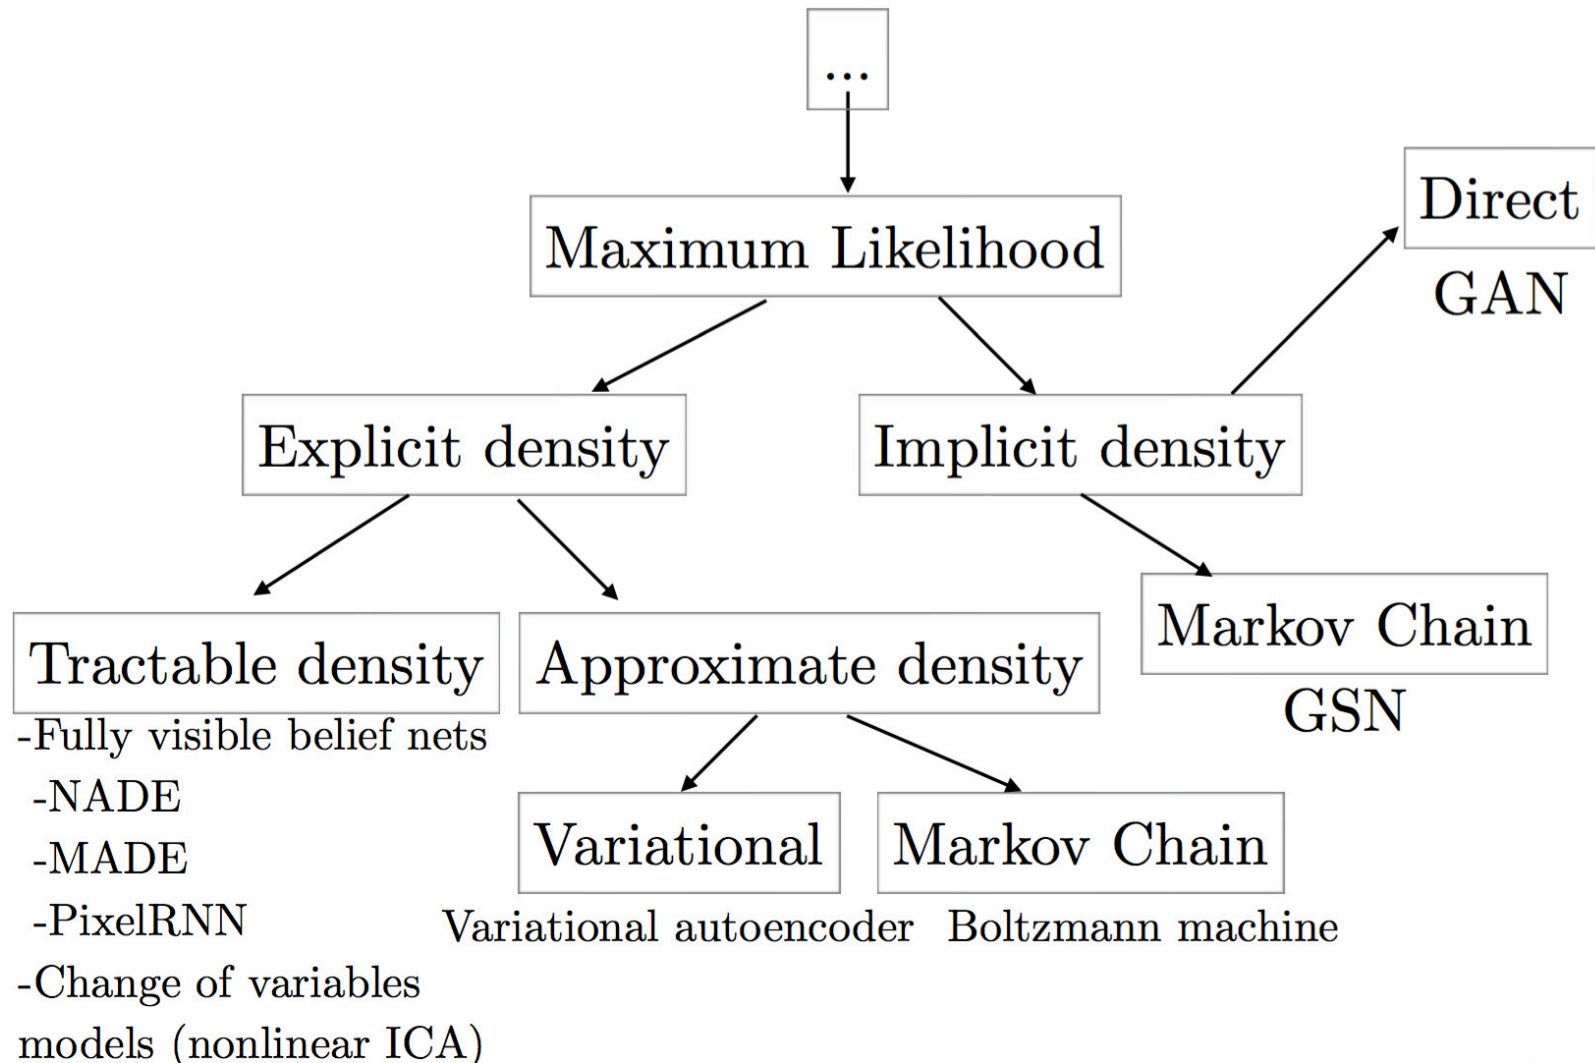 ...
Maximum Likelihood
Direct
GAN
Explicit density
Implicit density
Markov Chain
GSN
Tractable density
Approximate density
-Fully visible belief nets
-NADE
-MADE
-PixelRNN
-Change of variables
models (nonlinear ICA)
Variational
Markov Chain
Variational autoencoder
Boltzmann machine